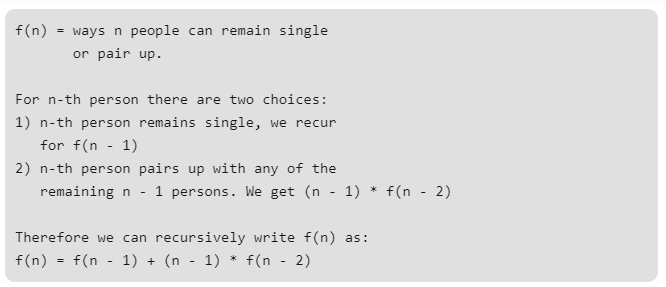 f(n) = ways n people can remain single
or pair up.
For n-th person there are two choices:
1) n-th person remains single, we recur
for f(n - 1)
2) n-th person pairs up with any of the
remaining n - 1 persons. We get (n - 1) * f(n - 2)
Therefore we can recursively write f(n) as:
f(n) = f(n - 1) + (n - 1) * f(n - 2)